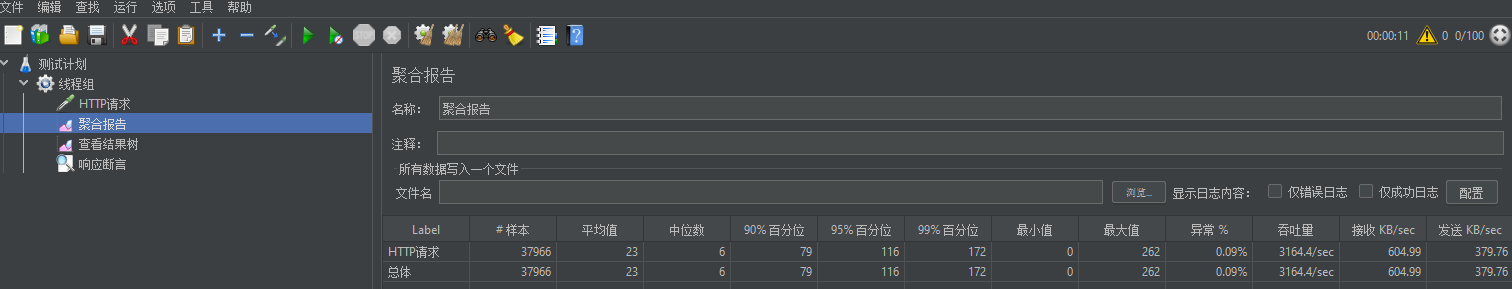 文件 编辑 查找 运行 选项 工具 帮助
00:00:11 0 0/100
测试计划
线程组
HTTP请求
聚合报告
查看结果树
响应断言
聚合报告
名称： 聚合报告
注释：
所有数据写入一个文件
文件名 浏览... 显示日志内容： 仅错误日志 仅成功日志 配置
Label # 样本 平均值 中位数 90% 百分位 95% 百分位 99% 百分位 最小值 最大值 异常 % 吞吐量 接收 KB/sec 发送 KB/sec
HTTP请求 37966 23 6 79 116 172 0 262 0.09% 3164.4/sec 604.99 379.76
总体 37966 23 6 79 116 172 0 262 0.09% 3164.4/sec 604.99 379.76